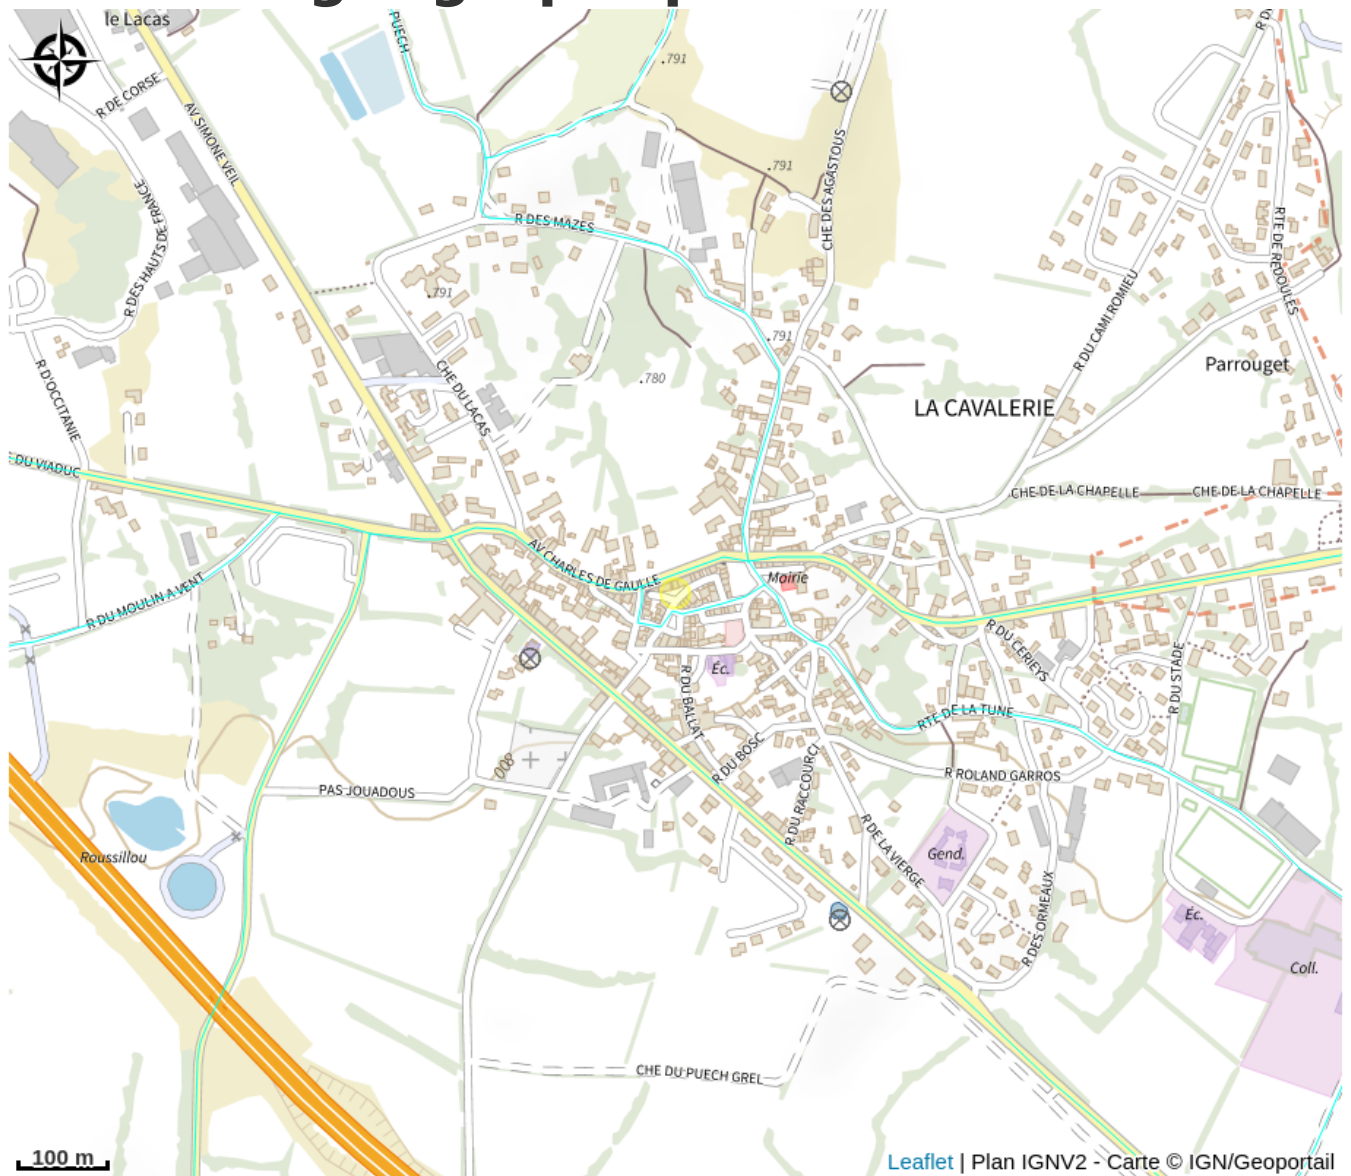 le Lacas
PUECH
R DE CORSE
AV SIMONE VEIL
.791
R DES HAUTS DE FRANCE
R DES MAZES
.791
CHE DES AGASTOUS
RTE DE REDOULES
.791
R DU CAMI ROMIEU
.791
R D'OCCITANIE
CHE DU LACAS
.780
Parrouget
LA CAVALERIE
DU VIADUC
CHE DE LA CHAPELLE
CHE DE LA CHAPELLE
AV CHARLES DE GAULLE
Mairie
R DU MOULIN A VENT
R DU CERIEYS
Éc.
R DU BALLAT
R DU STADE
RTE DE LA TUNE
R DU BOSC
800
PAS JOUADOUS
R ROLAND GARROS
R DU RACCOURCI
Roussillou
R DE LA VIERGE
Gend.
R DES ORMEAUX
Éc.
Coll.
CHE DU PUECH GREL
100 m
Leaflet | Plan IGNV2 - Carte © IGN/Geoportail